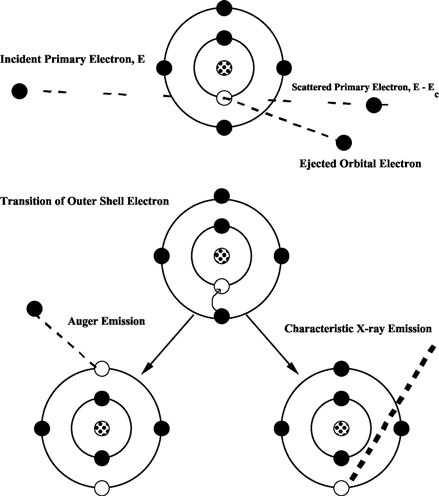 Incident Primary Electron, E
Scattered Primary Electron, E - Ec
Ejected Orbital Electron
Transition of Outer Shell Electron
Auger Emission
Characteristic X-ray Emission